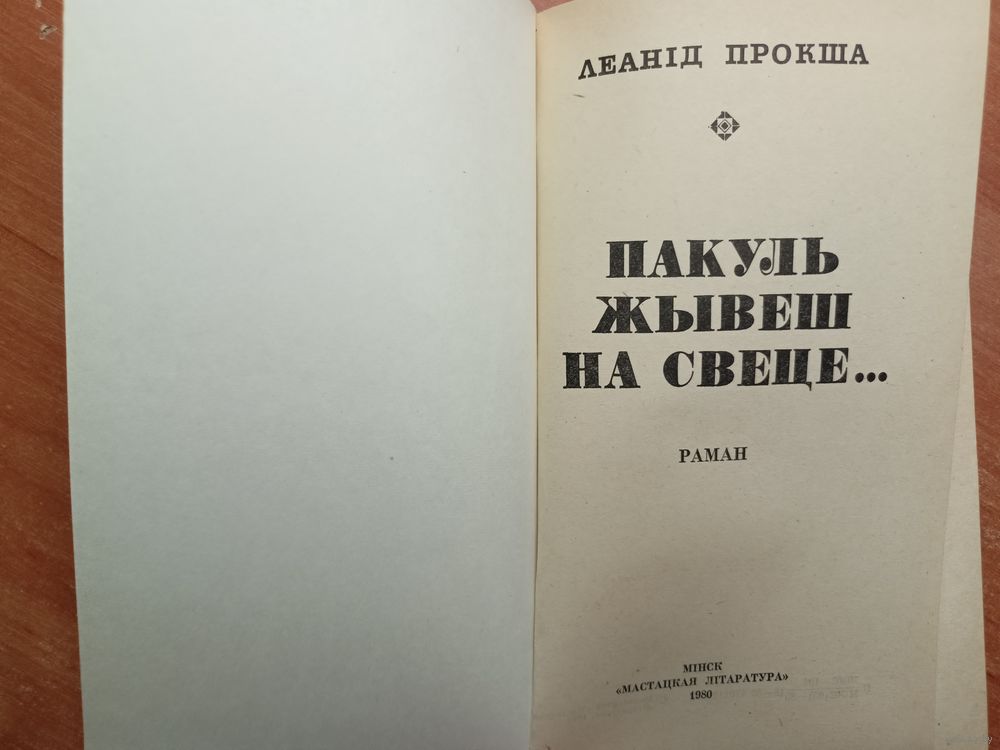 ЛЕАНІД ПРОКША
ПАКУЛЬ
ЖЫВЕШ
НА СВЕЦЕ...
РАМАН
МІНСК
«МАСТАЦКАЯ ЛІТАРАТУРА»
1980